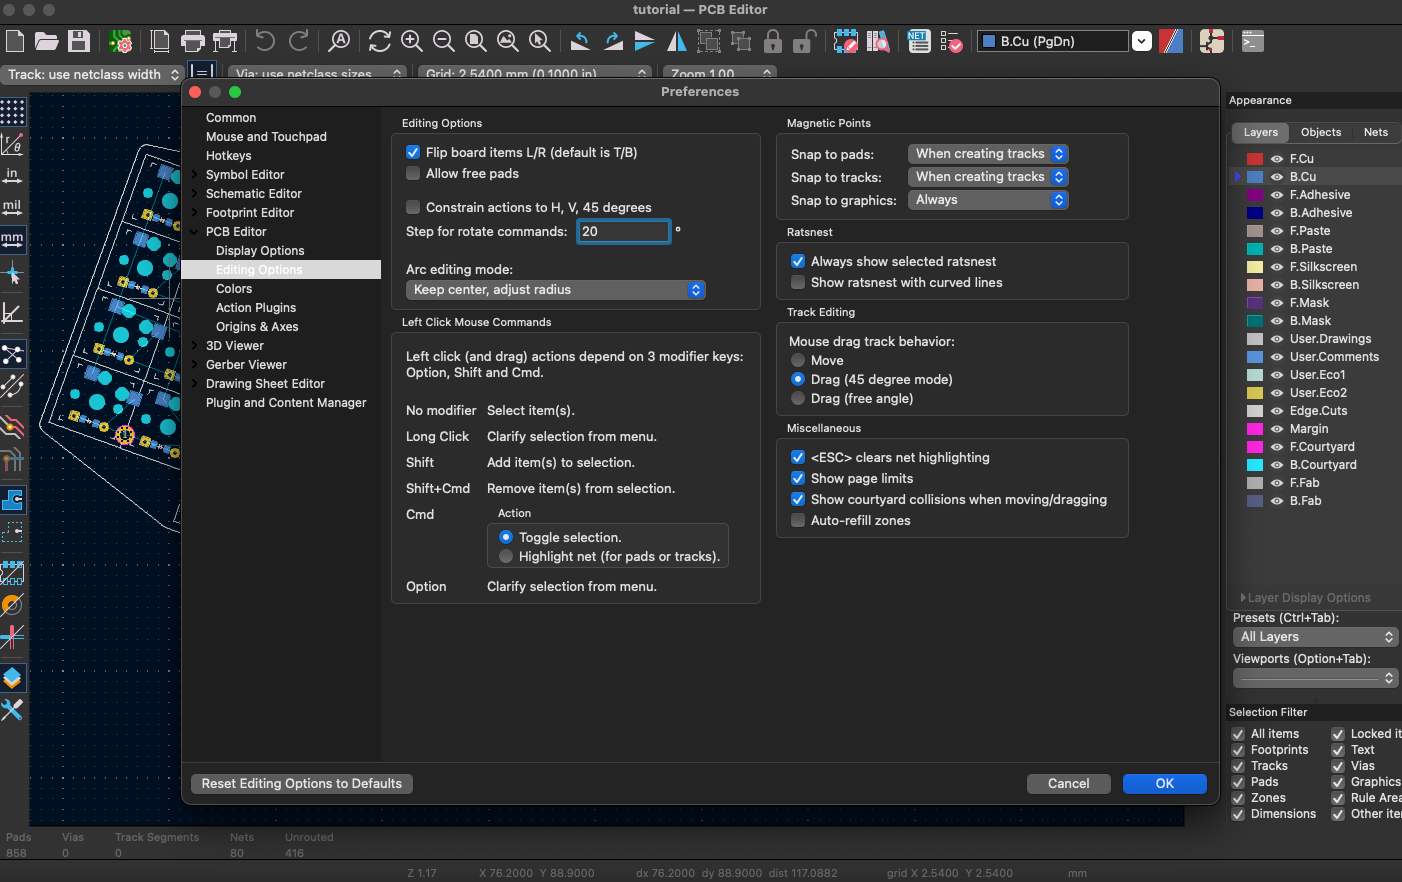 tutorial — PCB Editor
NET
B.Cu (PgDn)
Track: use netclass width
Via: use netclass sizes
Grid: 2.5400 mm (0.1000 in)
Zoom 1.00
in
mil
mm
Preferences
Common
Mouse and Touchpad
Hotkeys
Symbol Editor
Schematic Editor
Footprint Editor
PCB Editor
Display Options
Editing Options
Colors
Action Plugins
Origins & Axes
3D Viewer
Gerber Viewer
Drawing Sheet Editor
Plugin and Content Manager
Editing Options
Flip board items L/R (default is T/B)
Allow free pads
Constrain actions to H, V, 45 degrees
Step for rotate commands: 20 °
Arc editing mode:
Keep center, adjust radius
Left Click Mouse Commands
Left click (and drag) actions depend on 3 modifier keys:
Option, Shift and Cmd.
No modifier Select item(s).
Long Click Clarify selection from menu.
Shift Add item(s) to selection.
Shift+Cmd Remove item(s) from selection.
Cmd Action
Toggle selection.
Highlight net (for pads or tracks).
Option Clarify selection from menu.
Magnetic Points
Snap to pads: When creating tracks
Snap to tracks: When creating tracks
Snap to graphics: Always
Ratsnest
Always show selected ratsnest
Show ratsnest with curved lines
Track Editing
Mouse drag track behavior:
Move
Drag (45 degree mode)
Drag (free angle)
Miscellaneous
<ESC> clears net highlighting
Show page limits
Show courtyard collisions when moving/dragging
Auto-refill zones
Reset Editing Options to Defaults
Cancel
OK
Appearance
Layers Objects Nets
F.Cu
B.Cu
F.Adhesive
B.Adhesive
F.Paste
B.Paste
F.Silkscreen
B.Silkscreen
F.Mask
B.Mask
User.Drawings
User.Comments
User.Eco1
User.Eco2
Edge.Cuts
Margin
F.Courtyard
B.Courtyard
F.Fab
B.Fab
Layer Display Options
Presets (Ctrl+Tab):
All Layers
Viewports (Option+Tab):
Selection Filter
All items Locked it
Footprints Text
Tracks Vias
Pads Graphics
Zones Rule Area
Dimensions Other ite
Pads Vias Track Segments Nets Unrouted
858 0 0 80 416
Z 1.17 X 76.2000 Y 88.9000 dx 76.2000 dy 88.9000 dist 117.0882 grid X 2.5400 Y 2.5400 mm